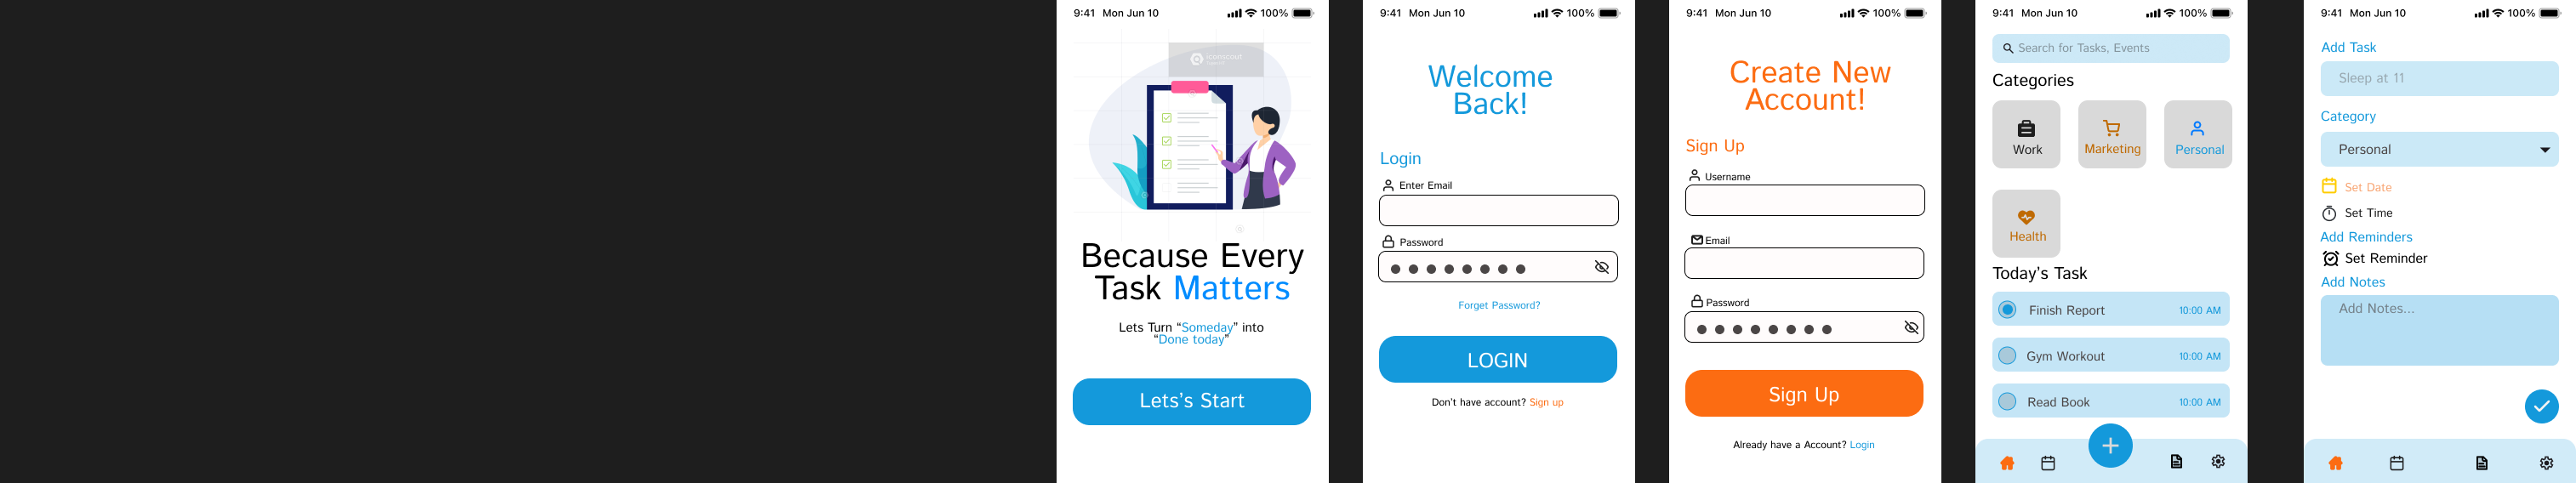 9:41 Mon Jun 10
100%
iconscout
Because Every
Task Matters
Lets Turn “Someday” into
“Done today”
Lets’s Start
9:41 Mon Jun 10
100%
Welcome
Back!
Login
Enter Email
Password
Forget Password?
LOGIN
Don’t have account? Sign up
9:41 Mon Jun 10
100%
Create New
Account!
Sign Up
Username
Email
Password
Sign Up
Already have a Account? Login
9:41 Mon Jun 10
100%
Search for Tasks, Events
Categories
Work
Marketing
Personal
Health
Today’s Task
Finish Report 10:00 AM
Gym Workout 10:00 AM
Read Book 10:00 AM
9:41 Mon Jun 10
100%
Add Task
Sleep at 11
Category
Personal
Set Date
Set Time
Add Reminders
Set Reminder
Add Notes
Add Notes...